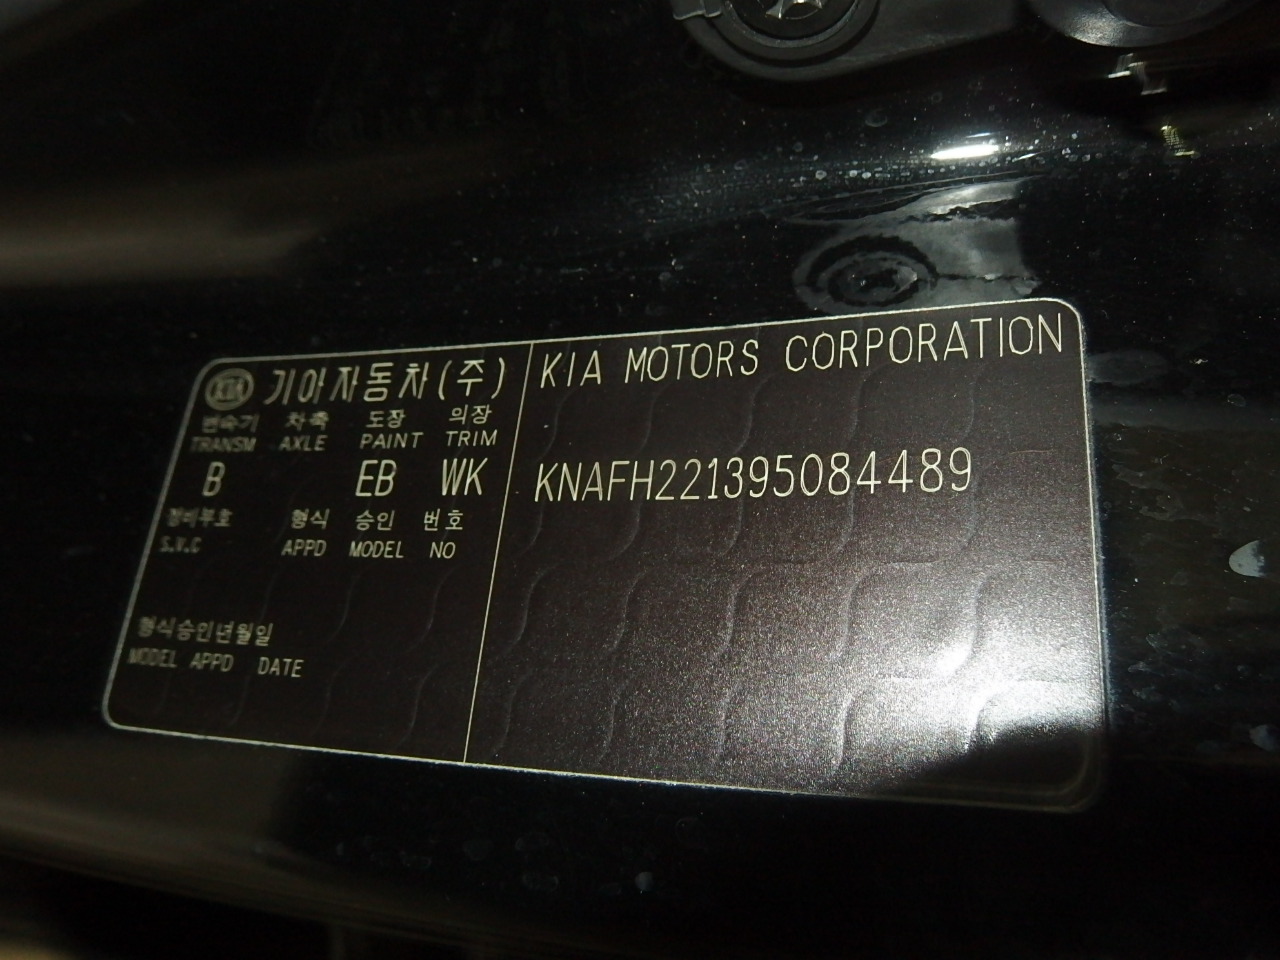 KIA 기아자동차(주)
변속기 차축 도장 의장
TRANSM AXLE PAINT TRIM
B EB WK
정비부호 형식 승인 번호
S.V.C APPD MODEL NO
형식승인년월일
MODEL APPD DATE
KIA MOTORS CORPORATION
KNAFH221395084489